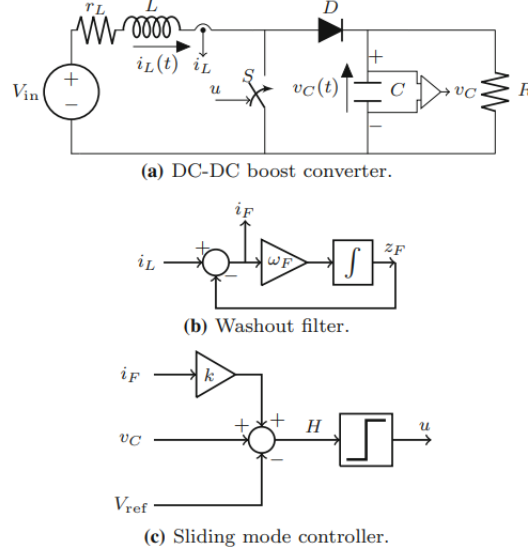 r_L L D
i_L(t) i_L
V_in + − u S v_C(t) + − C v_C R
(a) DC-DC boost converter.
i_F
i_L + − ω_F ∫ z_F
(b) Washout filter.
i_F k
v_C + + − H u
V_ref
(c) Sliding mode controller.